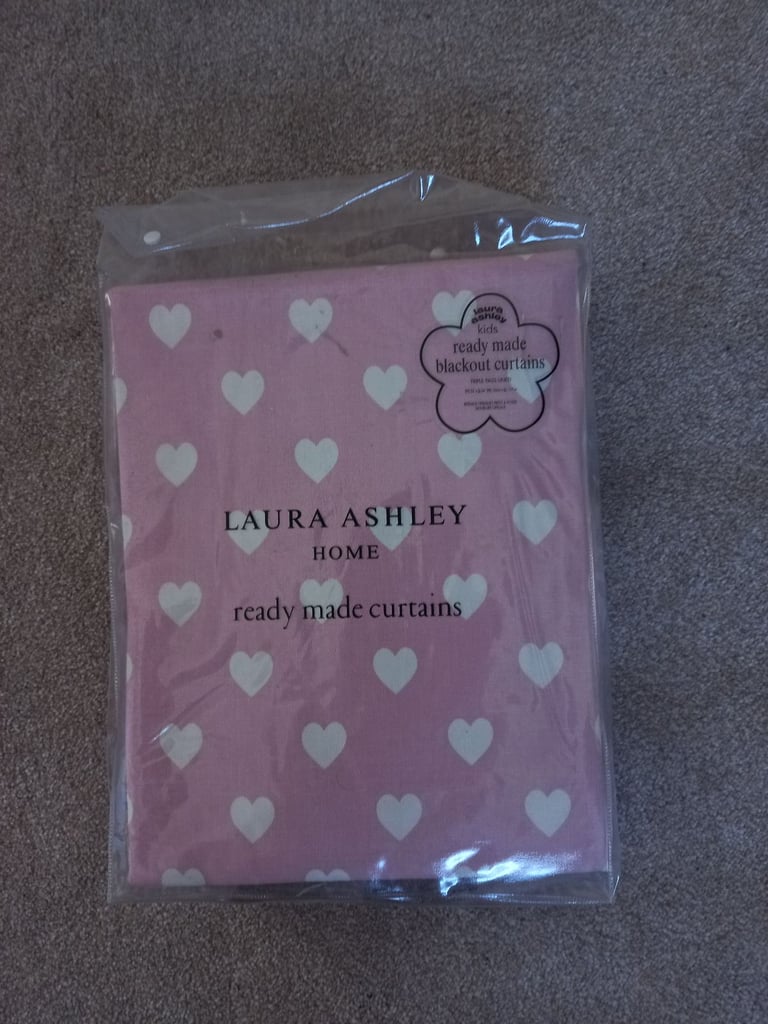 laura
ashley
kids
ready made
blackout curtains
LAURA ASHLEY
HOME
ready made curtains